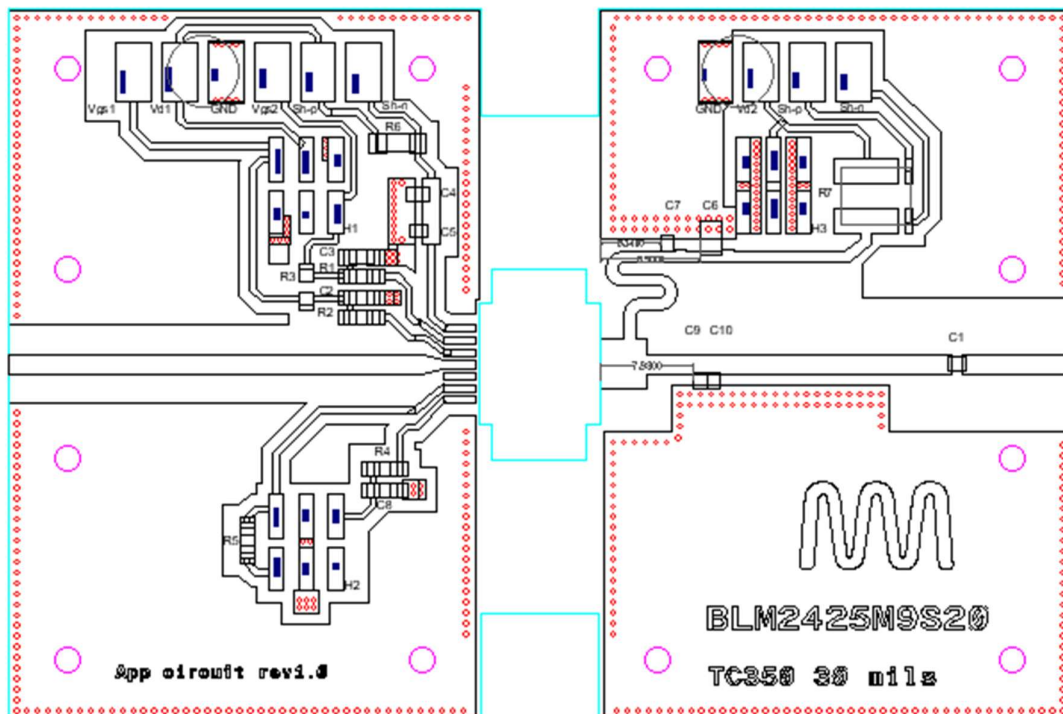 Vgs1 Vd1 GND Vgs2 Sh-p Sh-n
GND Vd2 Sh-p Sh-n
R6
C4
C5
H1
C3
R1
R3
C2
R2
R7
H3
C7 C6
C9 C10
C1
7.9800
R4
C8
R5
H2
BLM2425M9S20
App circuit rev1.0
TC350 30 mils